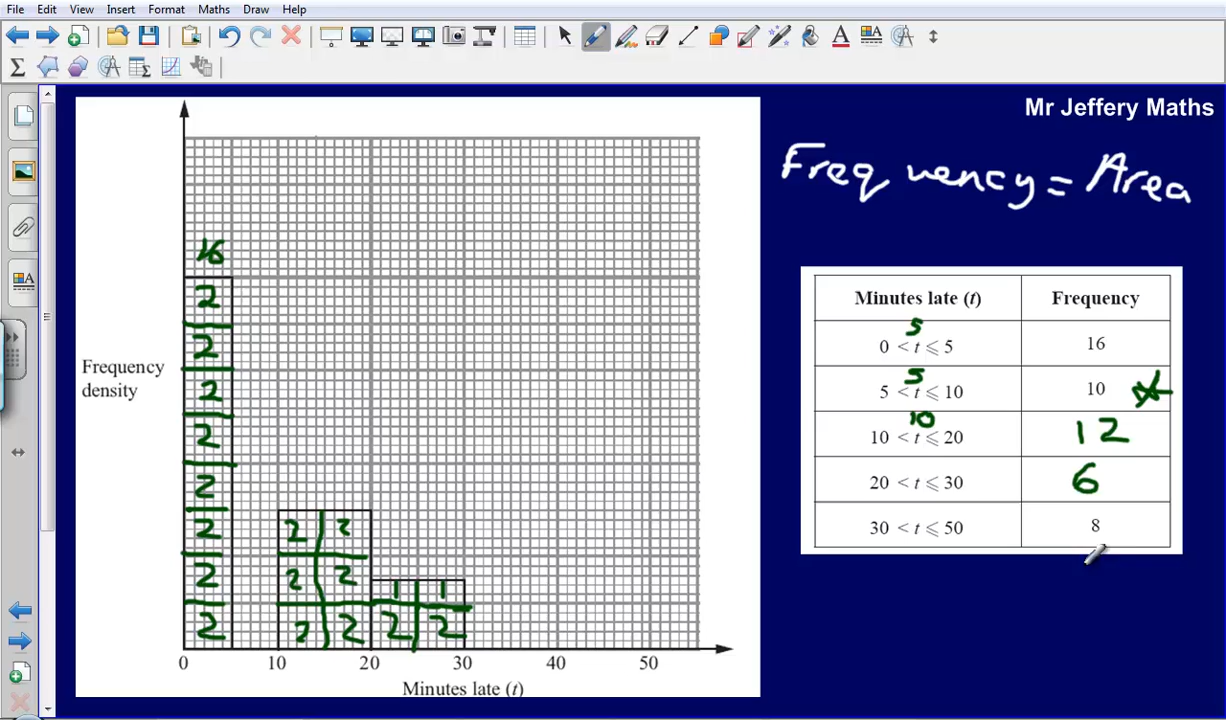 File Edit View Insert Format Maths Draw Help
Mr Jeffery Maths
Frequency = Area
16
2
2
2
2
2
2
2
2
2 2
2 2
2 2
1 1
2 2
Frequency
density
0 10 20 30 40 50
Minutes late (t)
Minutes late (t) Frequency
5
0 < t ⩽ 5 16
5
5 < t ⩽ 10 10
10
10 < t ⩽ 20 12
20 < t ⩽ 30 6
30 < t ⩽ 50 8